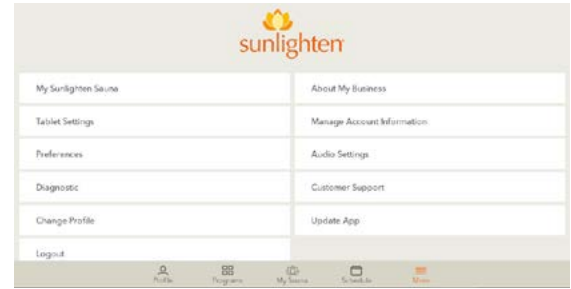 sunlighten
My Sunlighten Sauna
About My Business
Tablet Settings
Manage Account Information
Preferences
Audio Settings
Diagnostic
Customer Support
Change Profile
Update App
Logout
Profile
Programs
My Sauna
Schedule
More